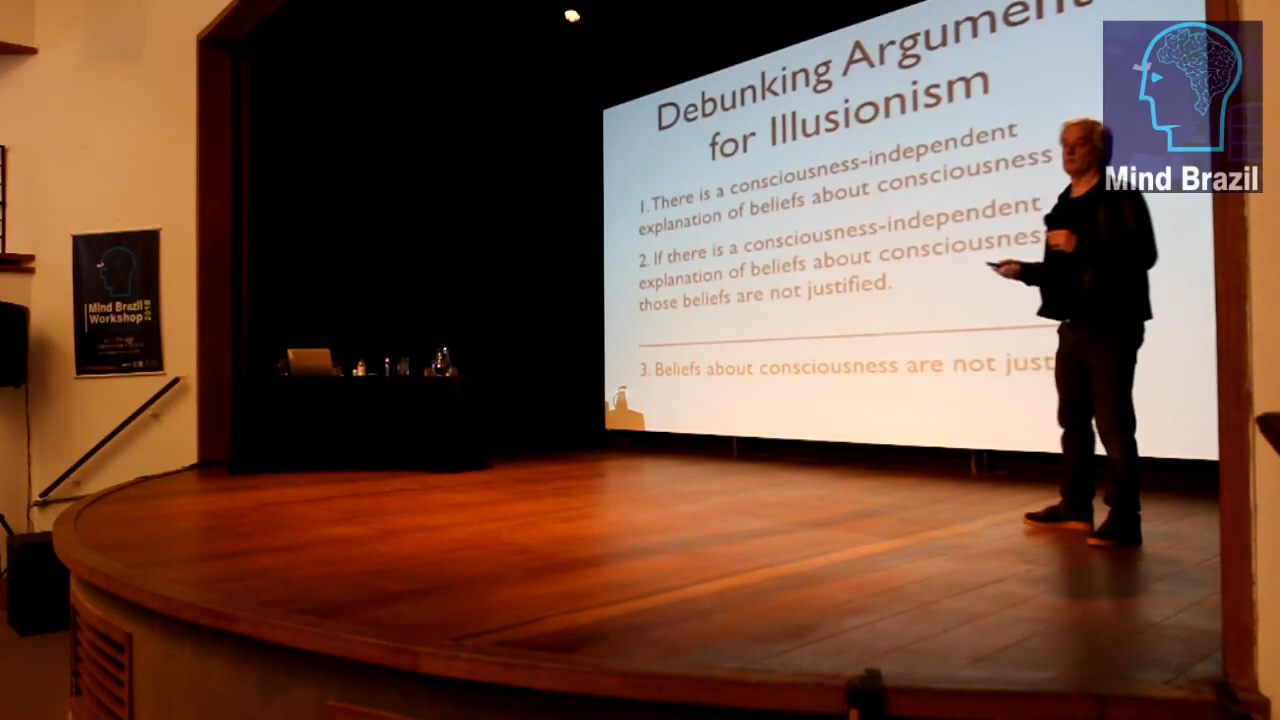 Debunking Argument
for Illusionism
1. There is a consciousness-independent
explanation of beliefs about consciousness
2. If there is a consciousness-independent
explanation of beliefs about consciousness
those beliefs are not justified.
3. Beliefs about consciousness are not just
Mind Brazil
Mind Brazil
Workshop